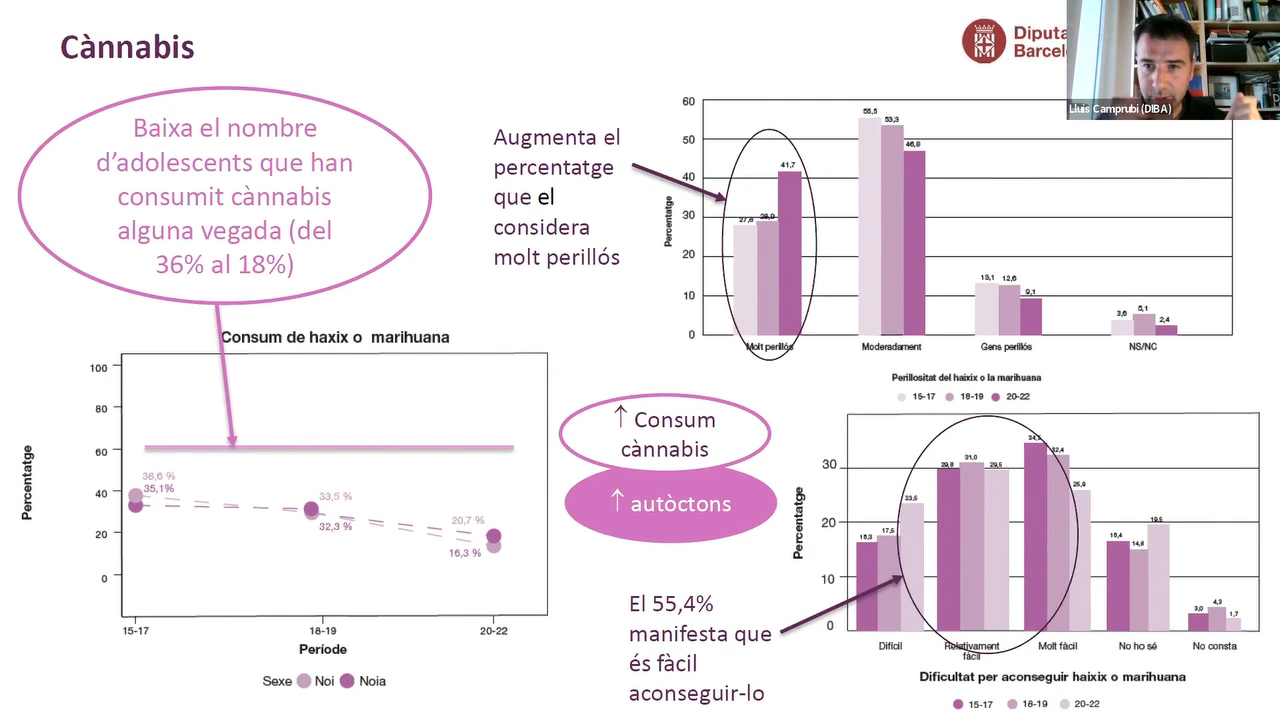 Cànnabis
Diputa
Barcel
Lluís Camprubí (DIBA)
Baixa el nombre
d'adolescents que han
consumit cànnabis
alguna vegada (del
36% al 18%)
Augmenta el
percentatge
que el
considera
molt perillós
Percentatge
60
50
40
30
20
10
0
27,8 28,9 41,7
55,5 53,3 46,8
13,1 12,6 9,1
3,6 5,1 2,4
Molt perillós Moderadament Gens perillós NS/NC
Perillositat del haixix o la marihuana
15-17 18-19 20-22
Consum de haxix o marihuana
Percentatge
100
80
60
40
20
0
38,6 %
35,1%
33,5 %
32,3 %
20,7 %
16,3 %
15-17 18-19 20-22
Període
Sexe Noi Noia
↑ Consum
cànnabis
↑ autòctons
El 55,4%
manifesta que
és fàcil
aconseguir-lo
Percentatge
30
20
10
0
16,3 17,5 23,5
29,8 31,0 29,5
32,4 25,9
16,4 14,8 19,5
3,0 4,3 1,7
Difícil Relativament fàcil Molt fàcil No ho sé No consta
Dificultat per aconseguir haixix o marihuana
15-17 18-19 20-22